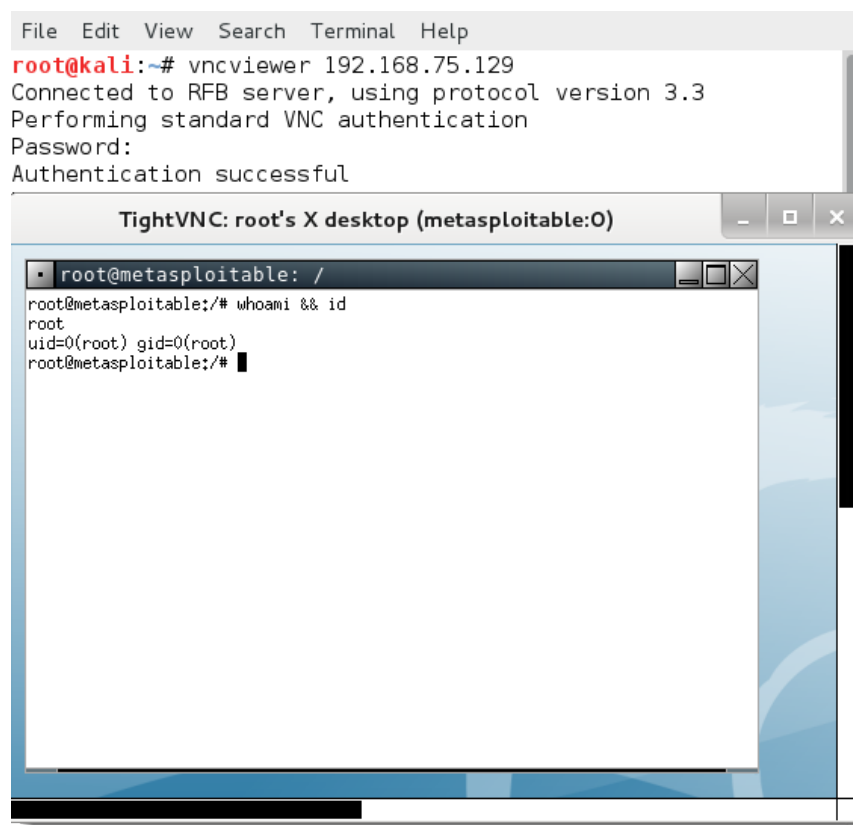 File Edit View Search Terminal Help
root@kali:~# vncviewer 192.168.75.129
Connected to RFB server, using protocol version 3.3
Performing standard VNC authentication
Password:
Authentication successful
TightVNC: root's X desktop (metasploitable:0)
root@metasploitable: /
root@metasploitable:/# whoami && id
root
uid=0(root) gid=0(root)
root@metasploitable:/#